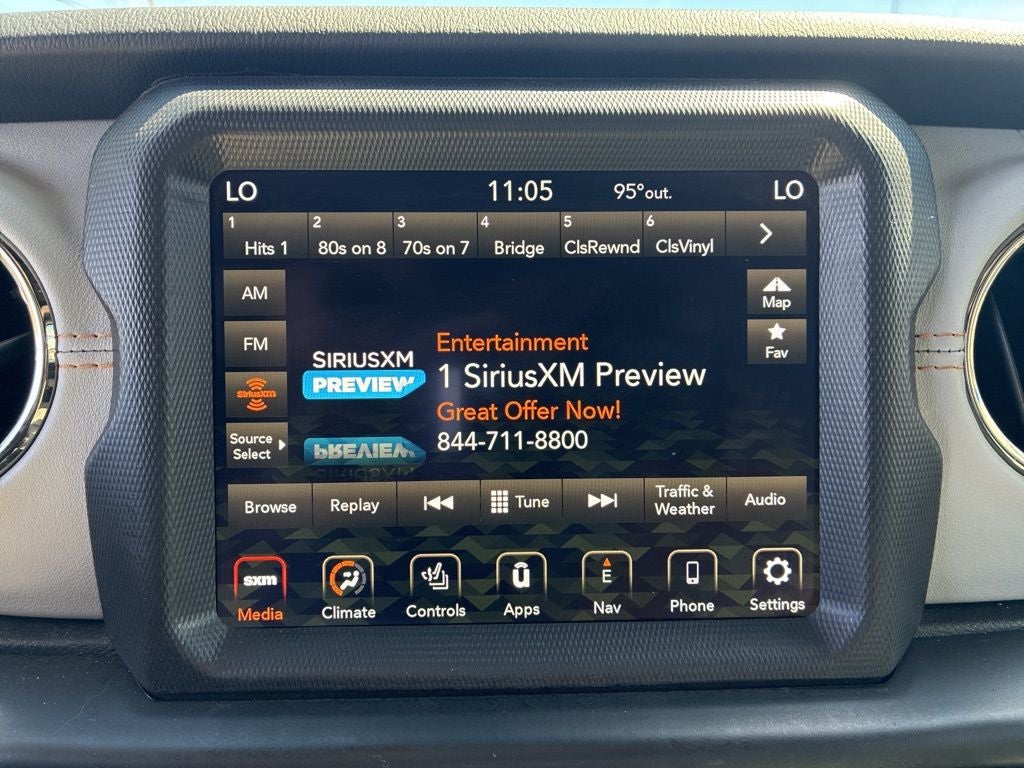 LO 11:05 95°out. LO
1 Hits 1 2 80s on 8 3 70s on 7 4 Bridge 5 ClsRewnd 6 ClsVinyl
AM
Map
FM
Fav
SiriusXM
Source
Select
SIRIUSXM
PREVIEW
Entertainment
1 SiriusXM Preview
Great Offer Now!
844-711-8800
Browse Replay Tune Traffic & Weather Audio
sxm
E
Media Climate Controls Apps Nav Phone Settings